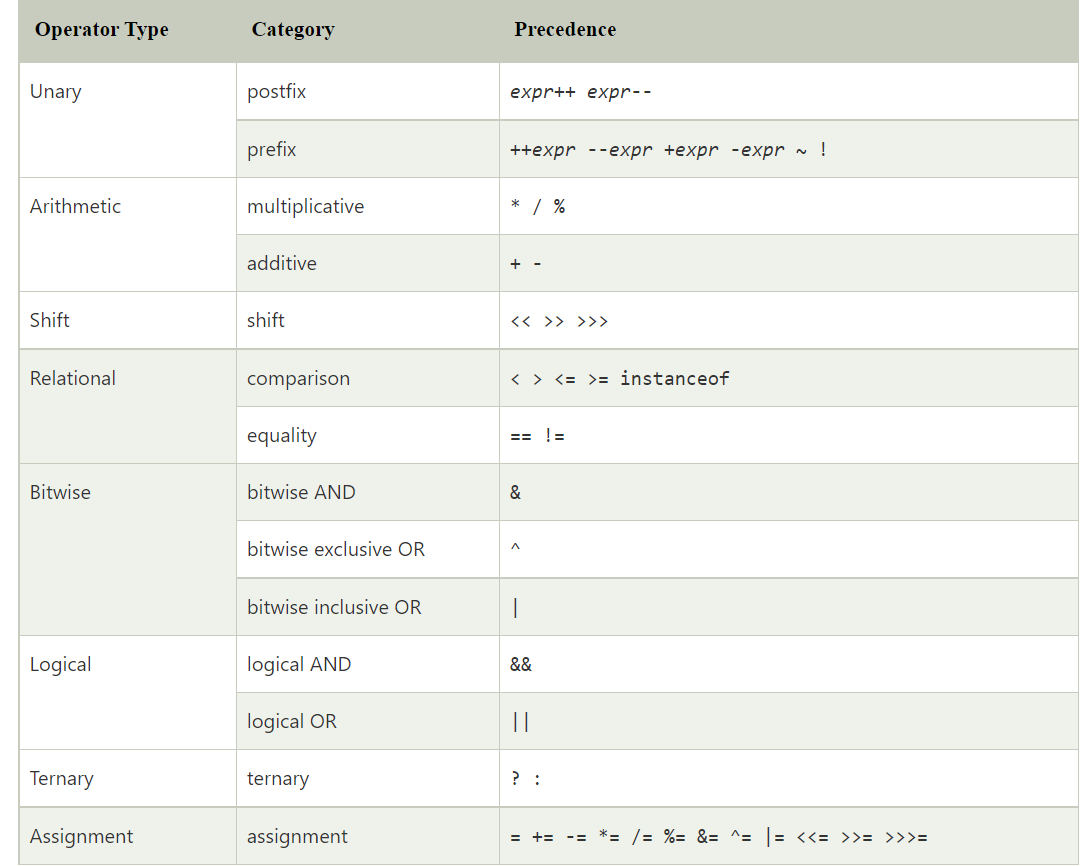 Operator Type Category Precedence
Unary postfix expr++ expr--
prefix ++expr --expr +expr -expr ~ !
Arithmetic multiplicative * / %
additive + -
Shift shift << >> >>>
Relational comparison < > <= >= instanceof
equality == !=
Bitwise bitwise AND &
bitwise exclusive OR ^
bitwise inclusive OR |
Logical logical AND &&
logical OR ||
Ternary ternary ? :
Assignment assignment = += -= *= /= %= &= ^= |= <<= >>= >>>=